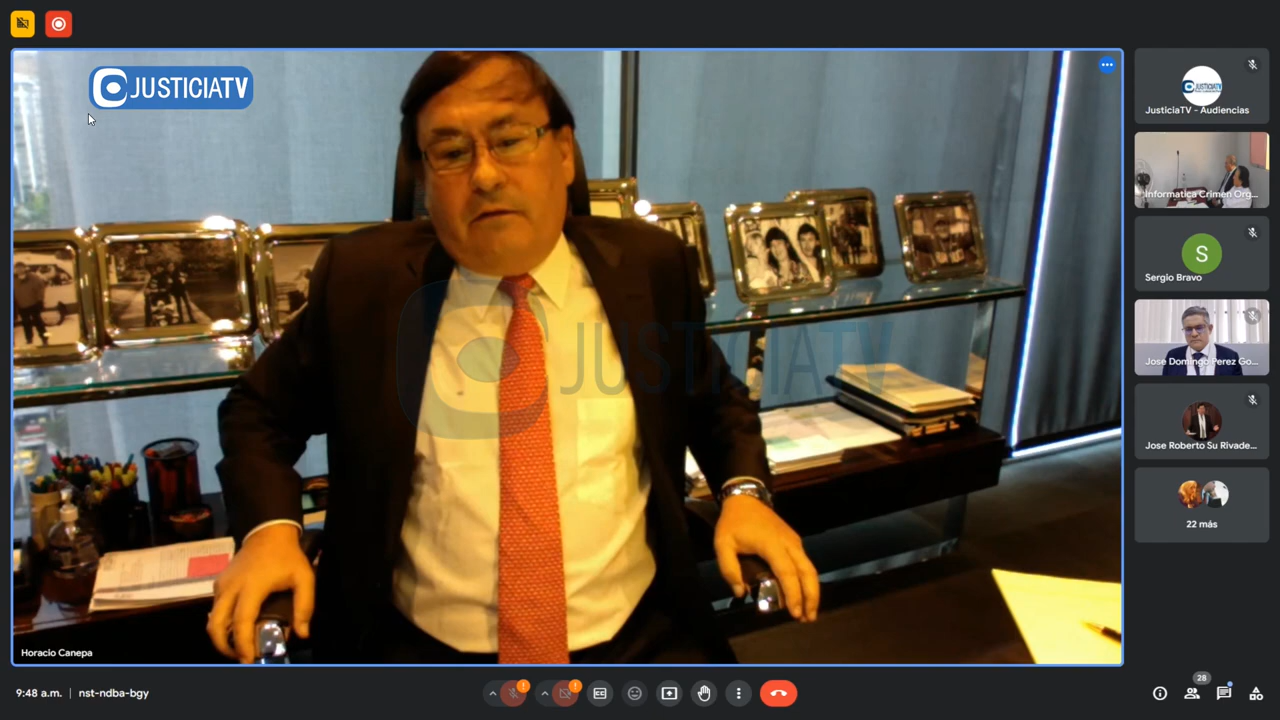 JUSTICIATV
JUSTICIATV
Horacio Canepa
JusticiaTV - Audiencias
Informatica Crimen Org...
S
Sergio Bravo
Jose Domingo Perez Go...
Jose Roberto Su Rivade...
22 más
9:48 a.m. | nst-ndba-bgy
28